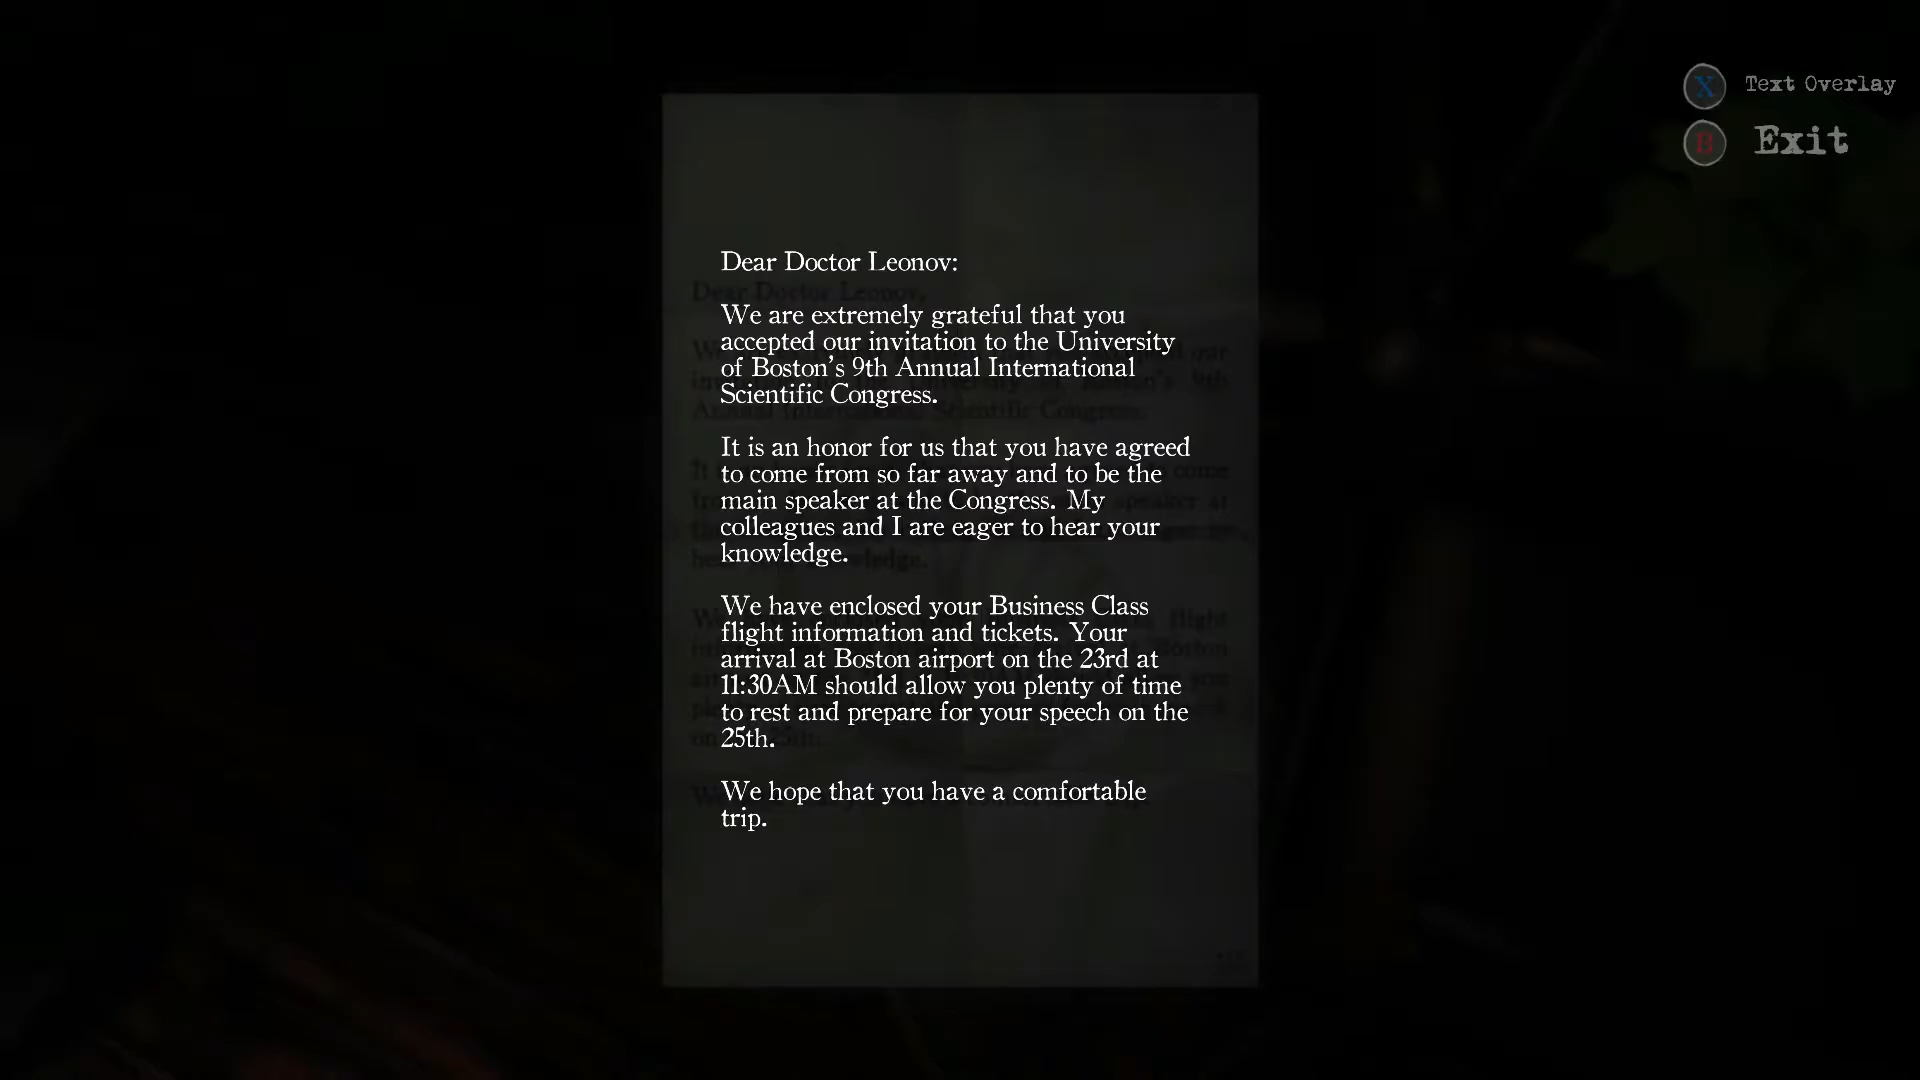 X Text Overlay
B Exit
Dear Doctor Leonov:
We are extremely grateful that you
accepted our invitation to the University
of Boston's 9th Annual International
Scientific Congress.
It is an honor for us that you have agreed
to come from so far away and to be the
main speaker at the Congress. My
colleagues and I are eager to hear your
knowledge.
We have enclosed your Business Class
flight information and tickets. Your
arrival at Boston airport on the 23rd at
11:30AM should allow you plenty of time
to rest and prepare for your speech on the
25th.
We hope that you have a comfortable
trip.